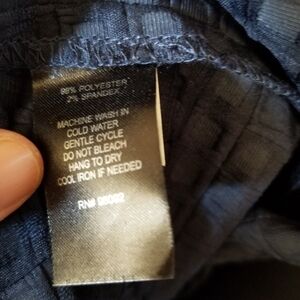 98% POLYESTER
2% SPANDEX
MACHINE WASH IN
COLD WATER
GENTLE CYCLE
DO NOT BLEACH
HANG TO DRY
COOL IRON IF NEEDED
RN#